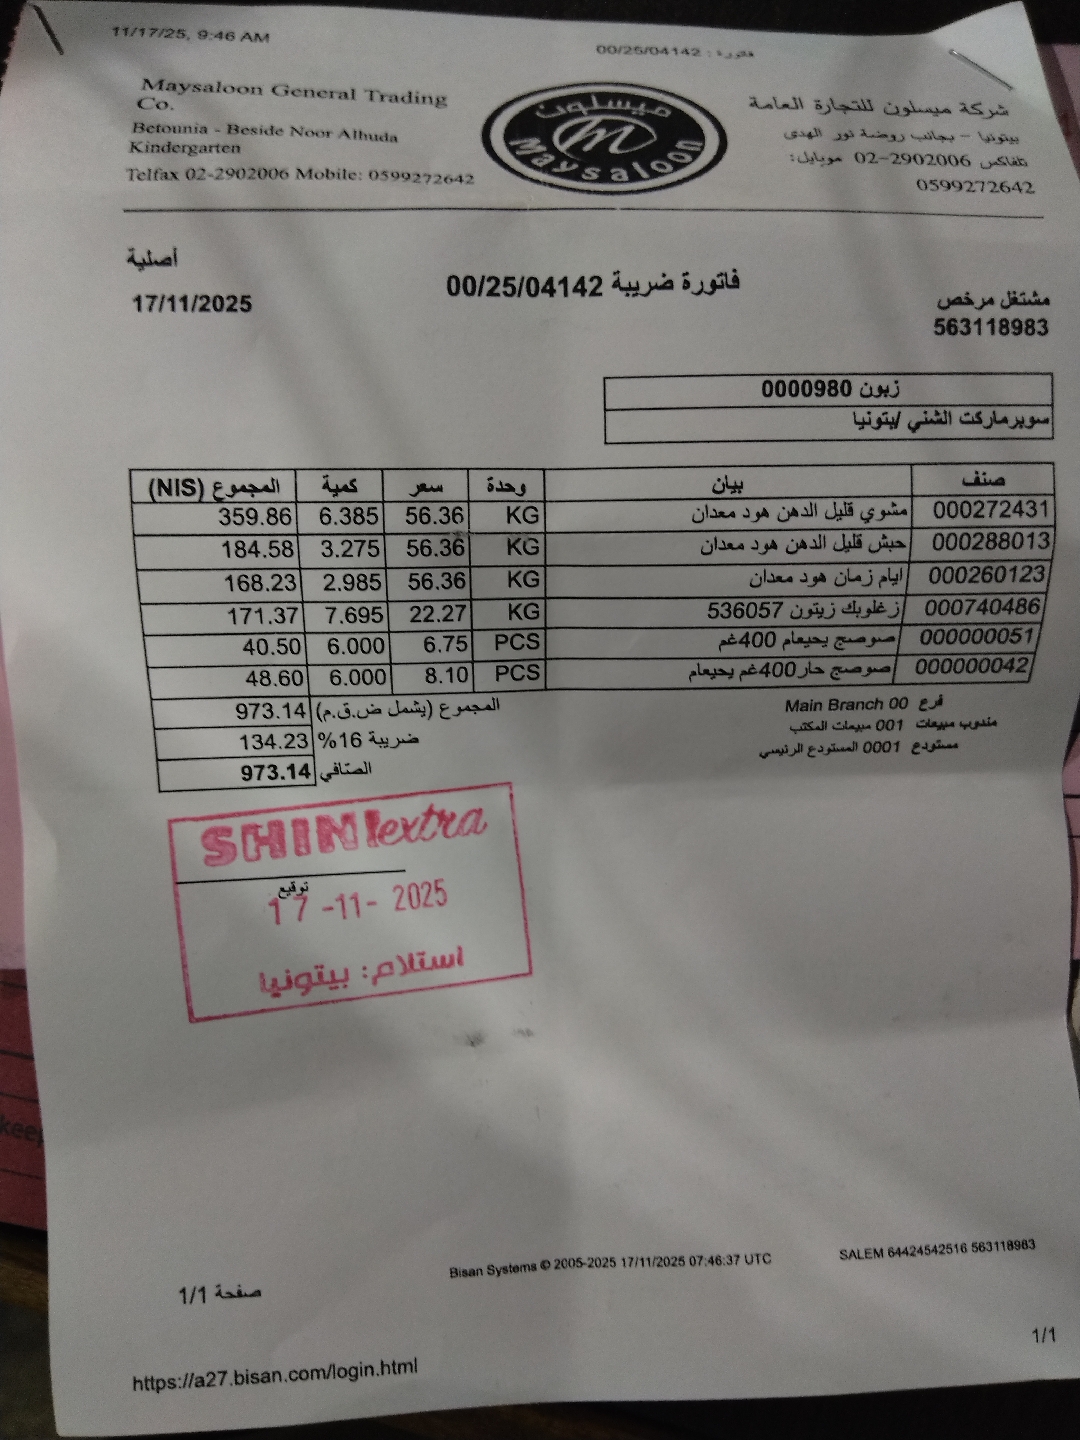 11/17/25, 9:46 AM
فاتورة : 00/25/04142
Maysaloon General Trading
Co.
Betounia - Beside Noor Alhuda
Kindergarten
Telfax 02-2902006 Mobile: 0599272642
ميسلون
m
Maysaloon
شركة ميسلون للتجارة العامة
بيتونيا - بجانب روضة نور الهدى
تلفاكس 02-2902006 موبايل:
0599272642
أصلية
17/11/2025
فاتورة ضريبة 00/25/04142
مشتغل مرخص
563118983
زبون 0000980
سوبرماركت الشني /بيتونيا
صنف بيان وحدة سعر كمية المجموع (NIS)
000272431 مشوي قليل الدهن هود معدان KG 56.36 6.385 359.86
000288013 حبش قليل الدهن هود معدان KG 56.36 3.275 184.58
000260123 ايام زمان هود معدان KG 56.36 2.985 168.23
000740486 زغلوبك زيتون 536057 KG 22.27 7.695 171.37
000000051 صوصج يحيعام 400غم PCS 6.75 6.000 40.50
000000042 صوصج حار400غم يحيعام PCS 8.10 6.000 48.60
المجموع (يشمل ض.ق.م) 973.14
ضريبة 16% 134.23
الصّافي 973.14
فرع 00 Main Branch
مندوب مبيعات 001 مبيعات المكتب
مستودع 0001 المستودع الرئيسي
SHINI extra
توقيع
17 -11- 2025
استلام: بيتونيا
Bisan Systems © 2005-2025 17/11/2025 07:46:37 UTC
SALEM 64424542516 563118983
صفحة 1/1
1/1
https://a27.bisan.com/login.html
keep